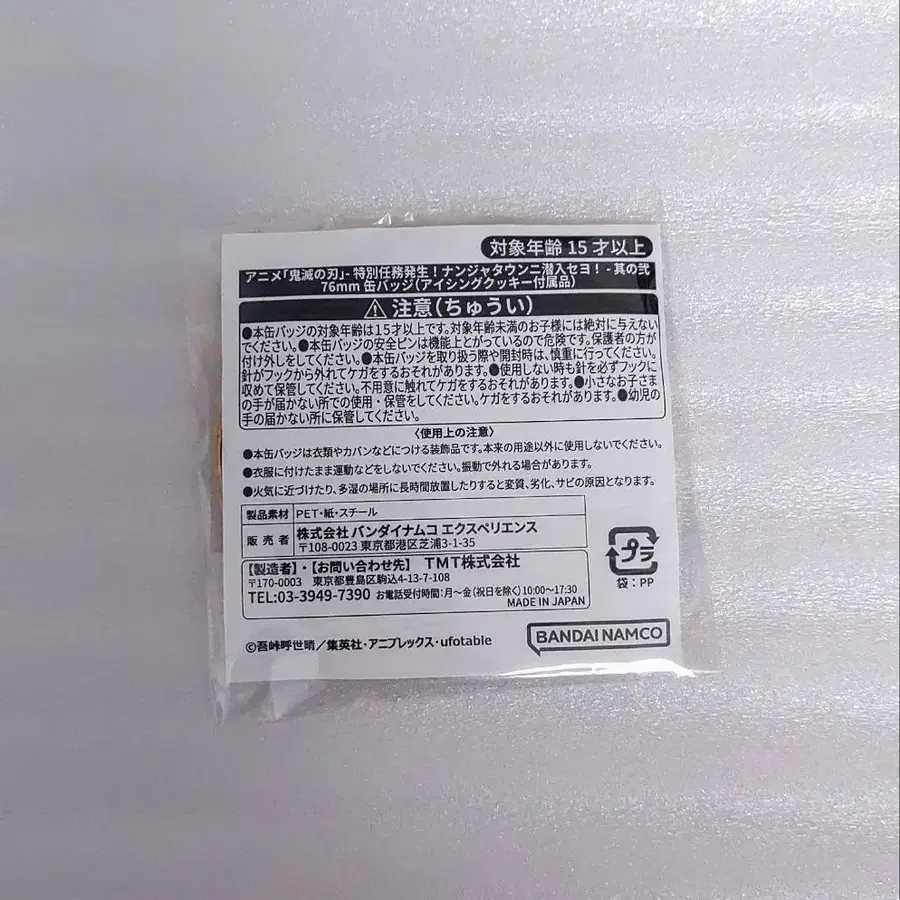 対象年齢 15 才以上
アニメ「鬼滅の刃」- 特別任務発生！ナンジャタウンニ潜入セヨ！ - 其の弐
76mm 缶バッジ（アイシングクッキー付属品）
⚠ 注意（ちゅうい）
●本缶バッジの対象年齢は15才以上です。対象年齢未満のお子様には絶対に与えない
でください。●本缶バッジの安全ピンは機能上とがっているので危険です。保護者の方が
付け外しをしてください。●本缶バッジを取り扱う際や開封時は、慎重に行ってください。
針がフックから外れてケガをするおそれがあります。●使用しない時も針を必ずフックに
収めて保管してください。不用意に触れてケガをするおそれがあります。●小さなお子さま
の手が届かない所での使用・保管をしてください。ケガをするおそれがあります。●幼児の
手の届かない所に保管してください。
〈使用上の注意〉
●本缶バッジは衣類やカバンなどにつける装飾品です。本来の用途以外に使用しないでください。
●衣服に付けたまま運動などをしないでください。振動で外れる場合があります。
●火気に近づけたり、多湿の場所に長時間放置したりすると変質、劣化、サビの原因となります。
製品素材 PET・紙・スチール
販売者 株式会社 バンダイナムコ エクスペリエンス
〒108-0023 東京都港区芝浦3-1-35
【製造者】・【お問い合わせ先】 TMT株式会社
〒170-0003 東京都豊島区駒込4-13-7-108
TEL:03-3949-7390 お電話受付時間：月〜金（祝日を除く）10:00〜17:30
MADE IN JAPAN
プラ
袋：PP
©吾峠呼世晴／集英社・アニプレックス・ufotable
BANDAI NAMCO